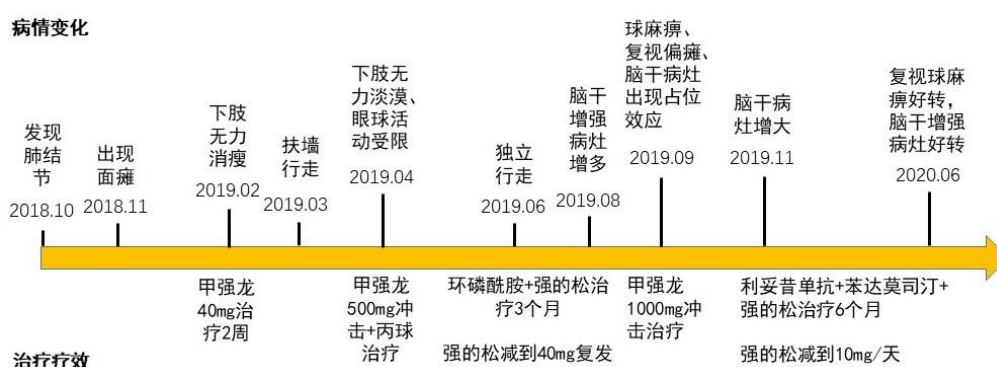 病情变化
发现
肺结
节
2018.10
出现
面瘫
2018.11
下肢
无力
消瘦
2019.02
扶墙
行走
2019.03
下肢无
力淡漠、
眼球活
动受限
2019.04
独立
行走
2019.06
脑干
增强
病灶
增多
2019.08
球麻痹、
复视偏瘫、
脑干病灶
出现占位
效应
2019.09
脑干病
灶增大
2019.11
复视球麻
痹好转，
脑干增强
病灶好转
2020.06
甲强龙
40mg治
疗2周
甲强龙
500mg冲
击+丙球
治疗
环磷酰胺+强的松治
疗3个月
强的松减到40mg复发
甲强龙
1000mg冲
击治疗
利妥昔单抗+苯达莫司汀+
强的松治疗6个月
强的松减到10mg/天
治疗疗效